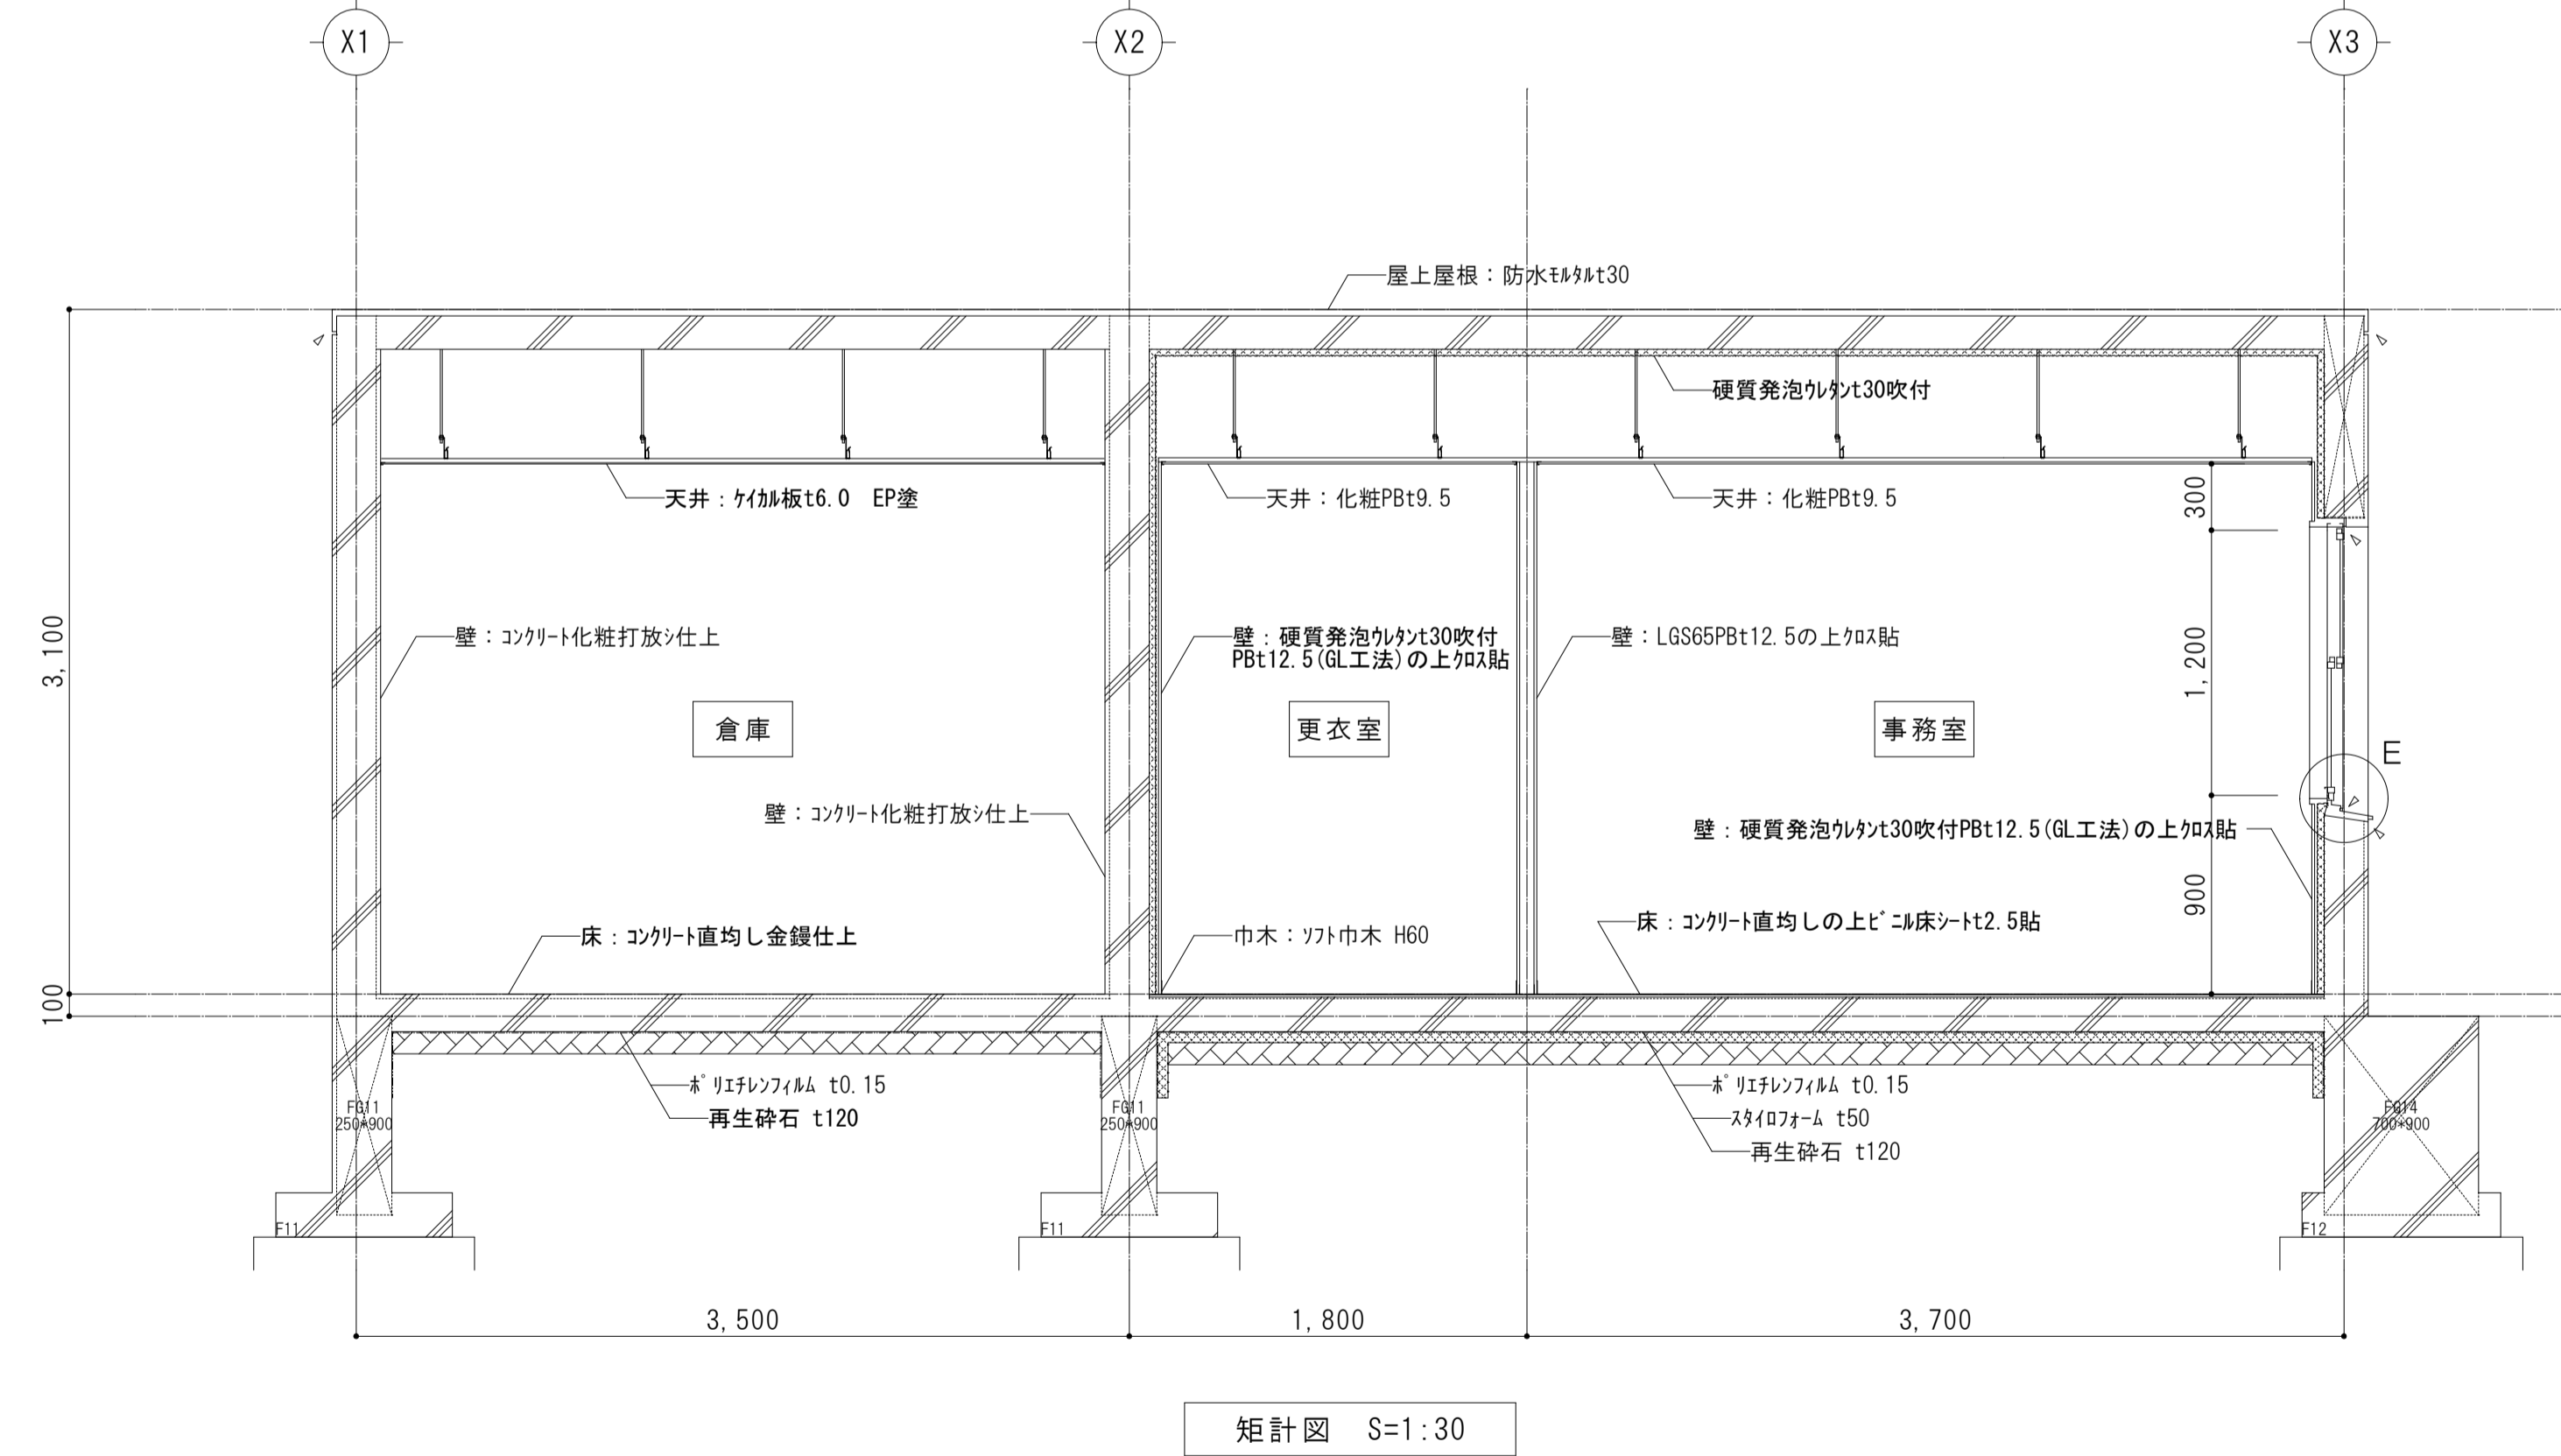 X1
X2
X3
屋上屋根：防水ﾓﾙﾀﾙt30
硬質発泡ｳﾚﾀﾝt30吹付
天井：ｹｲｶﾙ板t6.0　EP塗
天井：化粧PBt9.5
天井：化粧PBt9.5
300
3,100
壁：ｺﾝｸﾘｰﾄ化粧打放ｼ仕上
壁：硬質発泡ｳﾚﾀﾝt30吹付
PBt12.5(GL工法)の上ｸﾛｽ貼
壁：LGS65PBt12.5の上ｸﾛｽ貼
1,200
倉庫
更衣室
事務室
E
壁：ｺﾝｸﾘｰﾄ化粧打放ｼ仕上
壁：硬質発泡ｳﾚﾀﾝt30吹付PBt12.5(GL工法)の上ｸﾛｽ貼
900
床：ｺﾝｸﾘｰﾄ直均し金鏝仕上
巾木：ｿﾌﾄ巾木 H60
床：ｺﾝｸﾘｰﾄ直均しの上ﾋﾞﾆﾙ床ｼｰﾄt2.5貼
100
ﾎﾟﾘｴﾁﾚﾝﾌｨﾙﾑ t0.15
再生砕石 t120
ﾎﾟﾘｴﾁﾚﾝﾌｨﾙﾑ t0.15
ｽﾀｲﾛﾌｫｰﾑ t50
再生砕石 t120
FG11
250*900
FG11
250*900
FG14
700*900
F11
F11
F12
3,500
1,800
3,700
矩計図　S=1:30